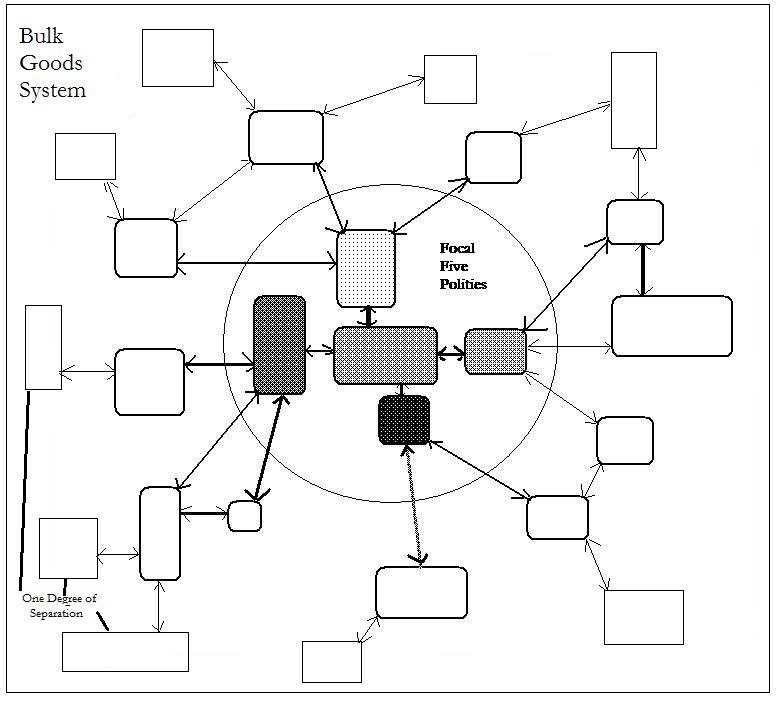 Bulk
Goods
System
Focal
Five
Polities
One Degree of
Separation